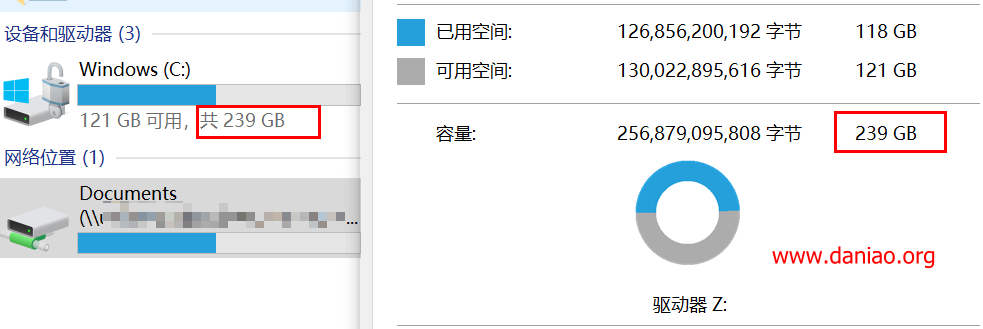 设备和驱动器 (3)
Windows (C:)
121 GB 可用，共 239 GB
网络位置 (1)
Documents
(\\ ...
已用空间: 126,856,200,192 字节 118 GB
可用空间: 130,022,895,616 字节 121 GB
容量: 256,879,095,808 字节 239 GB
www.daniao.org
驱动器 Z: